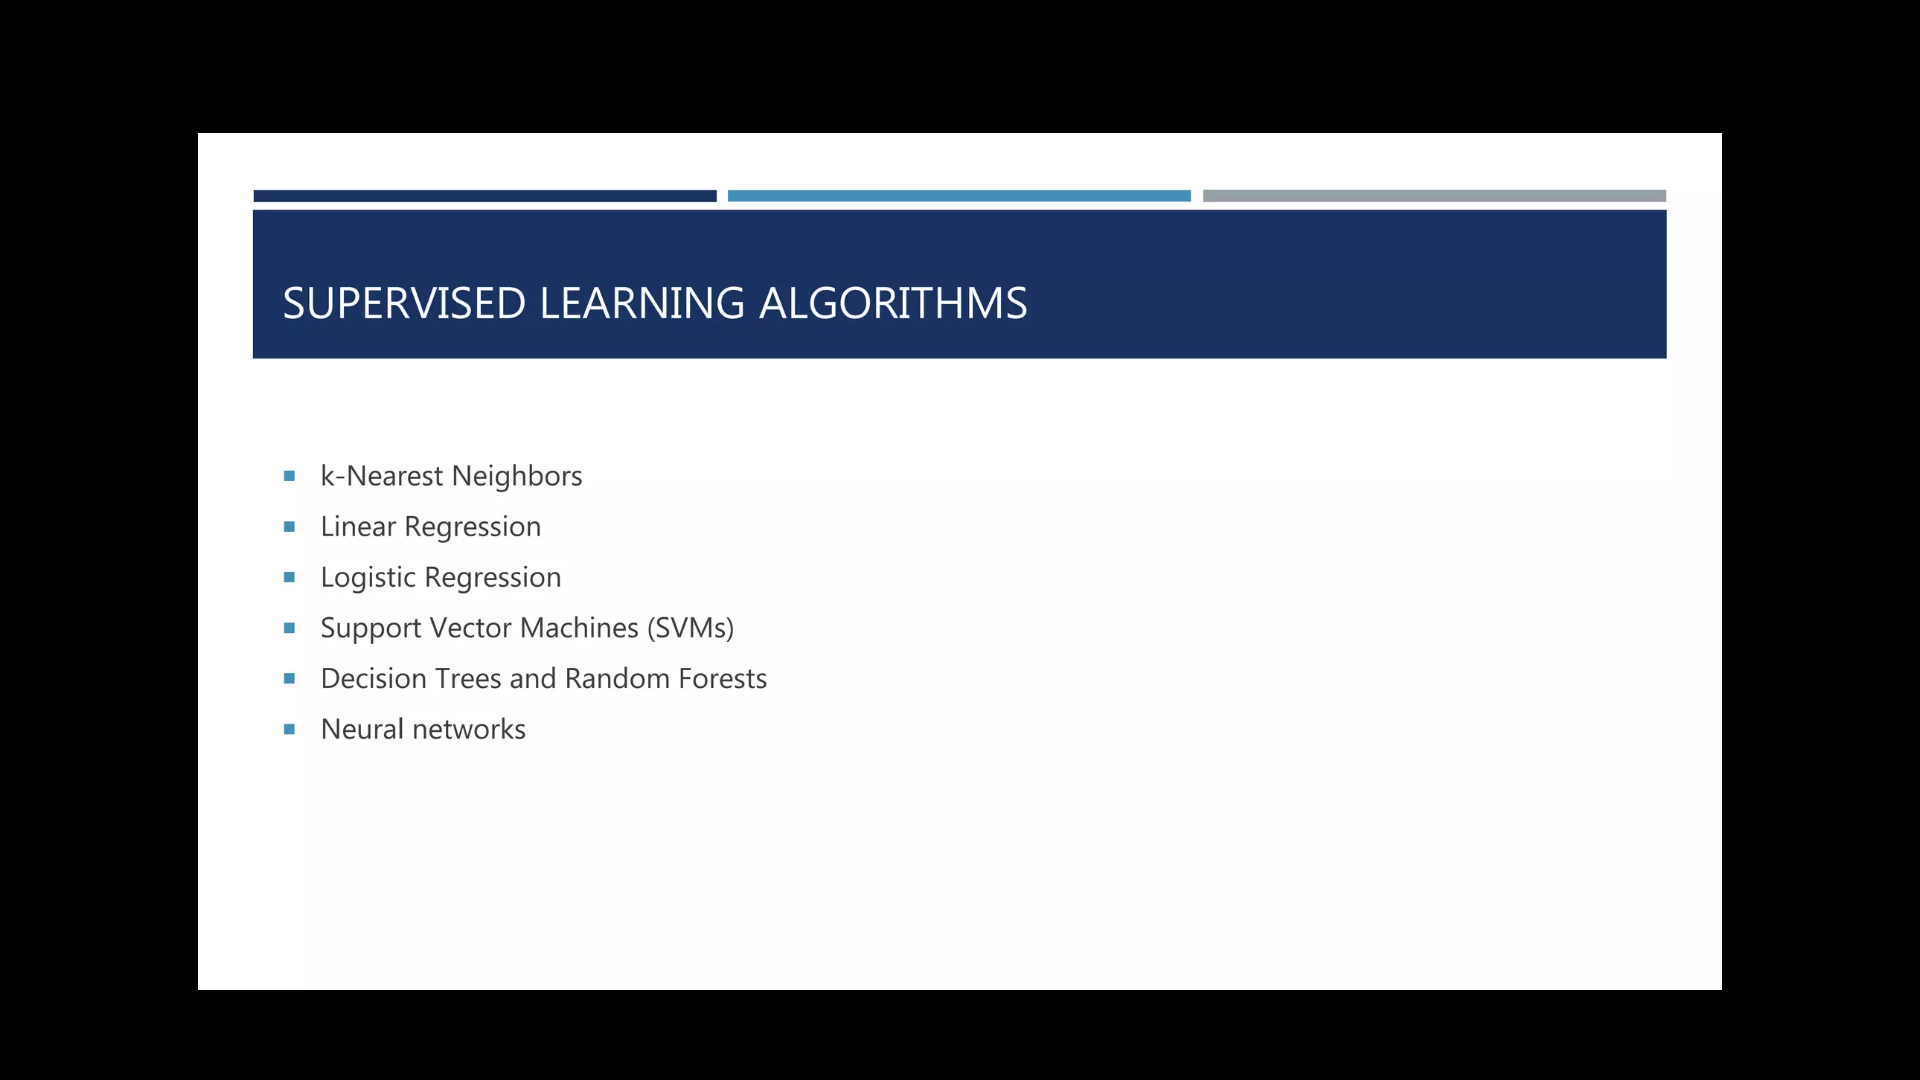 SUPERVISED LEARNING ALGORITHMS
k-Nearest Neighbors
Linear Regression
Logistic Regression
Support Vector Machines (SVMs)
Decision Trees and Random Forests
Neural networks